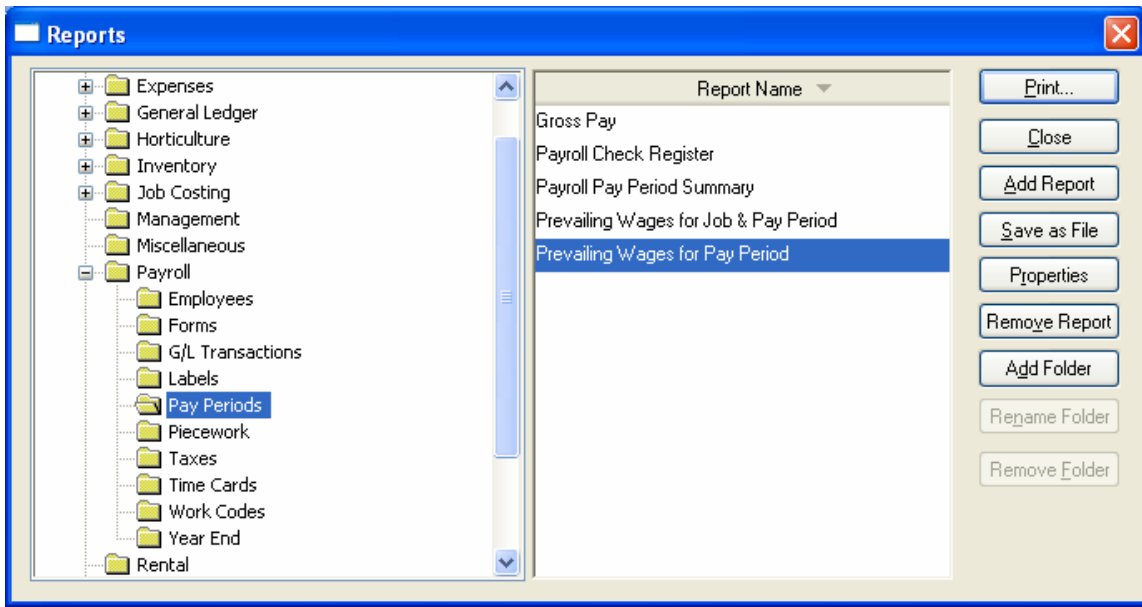 Reports
Expenses
General Ledger
Horticulture
Inventory
Job Costing
Management
Miscellaneous
Payroll
Employees
Forms
G/L Transactions
Labels
Pay Periods
Piecework
Taxes
Time Cards
Work Codes
Year End
Rental
Report Name
Gross Pay
Payroll Check Register
Payroll Pay Period Summary
Prevailing Wages for Job & Pay Period
Prevailing Wages for Pay Period
Print...
Close
Add Report
Save as File
Properties
Remove Report
Add Folder
Rename Folder
Remove Folder